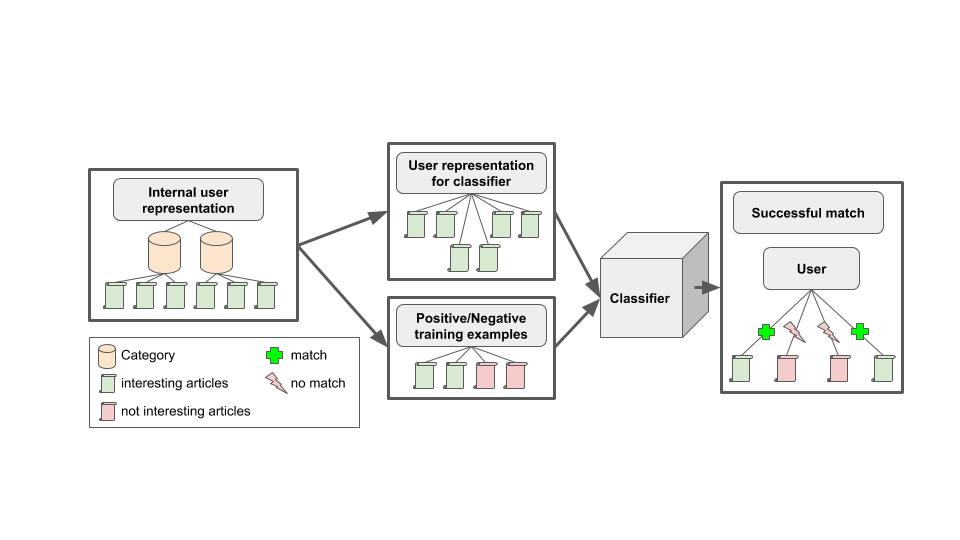 Internal user
representation
User representation
for classifier
Positive/Negative
training examples
Classifier
Successful match
User
Category
match
interesting articles
no match
not interesting articles